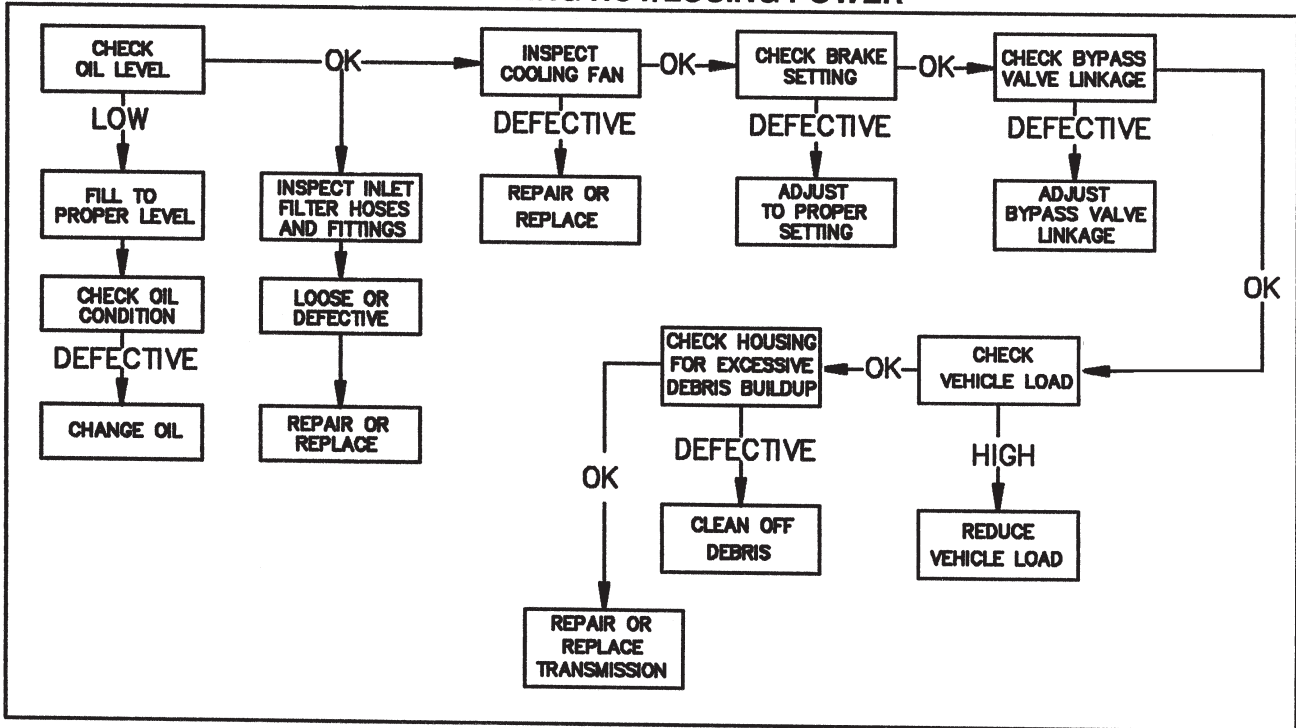 CHECK
OIL LEVEL
OK
INSPECT
COOLING FAN
OK
CHECK BRAKE
SETTING
OK
CHECK BYPASS
VALVE LINKAGE
LOW
DEFECTIVE
DEFECTIVE
DEFECTIVE
FILL TO
PROPER LEVEL
INSPECT INLET
FILTER HOSES
AND FITTINGS
REPAIR OR
REPLACE
ADJUST
TO PROPER
SETTING
ADJUST
BYPASS VALVE
LINKAGE
OK
CHECK OIL
CONDITION
LOOSE OR
DEFECTIVE
CHECK HOUSING
FOR EXCESSIVE
DEBRIS BUILDUP
OK
CHECK
VEHICLE LOAD
DEFECTIVE
CHANGE OIL
REPAIR OR
REPLACE
OK
DEFECTIVE
HIGH
CLEAN OFF
DEBRIS
REDUCE
VEHICLE LOAD
REPAIR OR
REPLACE
TRANSMISSION